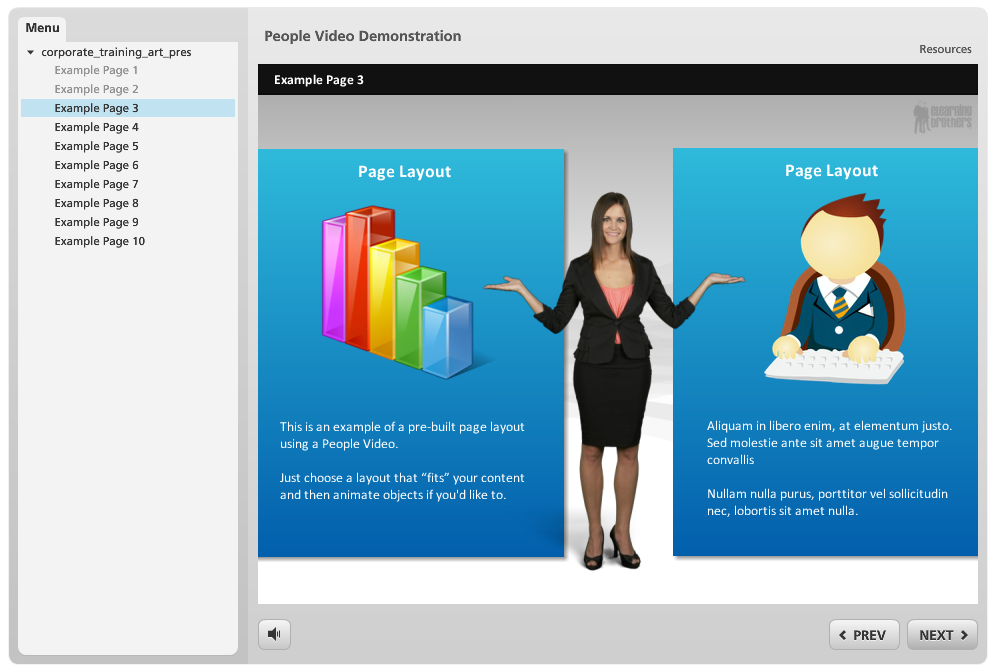 Menu
corporate_training_art_pres
Example Page 1
Example Page 2
Example Page 3
Example Page 4
Example Page 5
Example Page 6
Example Page 7
Example Page 8
Example Page 9
Example Page 10
People Video Demonstration
Resources
Example Page 3
elearning
brothers
Page Layout
This is an example of a pre-built page layout
using a People Video.
Just choose a layout that “fits” your content
and then animate objects if you'd like to.
Page Layout
Aliquam in libero enim, at elementum justo.
Sed molestie ante sit amet augue tempor
convallis
Nullam nulla purus, porttitor vel sollicitudin
nec, lobortis sit amet nulla.
PREV
NEXT